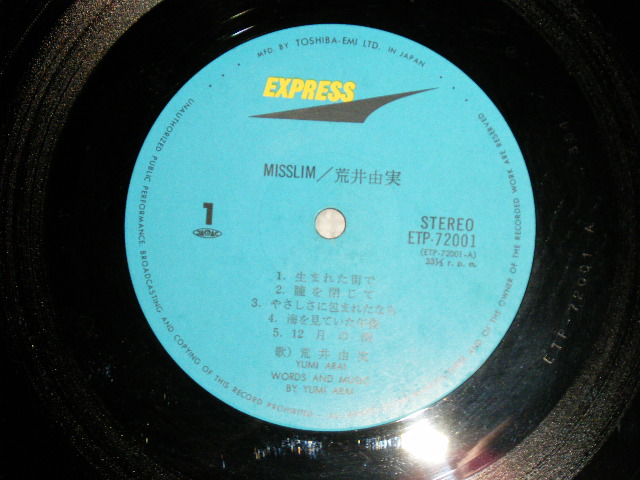 MFD. BY TOSHIBA-EMI LTD. IN JAPAN
EXPRESS
MISSLIM/荒井由実
1
STEREO
ETP-72001
(ETP-72001-A)
33⅓ r. p. m.
1. 生まれた街で
2. 瞳を閉じて
3. やさしさに包まれたなら
4. 海を見ていた午後
5. 12月の雨
歌) 荒井由実
YUMI ARAI
WORDS AND MUSIC
BY YUMI ARAI
UNAUTHORIZED PUBLIC PERFORMANCE, BROADCASTING AND COPYING OF THIS RECORD PROHIBITED
AND OF THE OWNER OF THE RECORDED WORK ARE RESERVED
ETP-72001 A